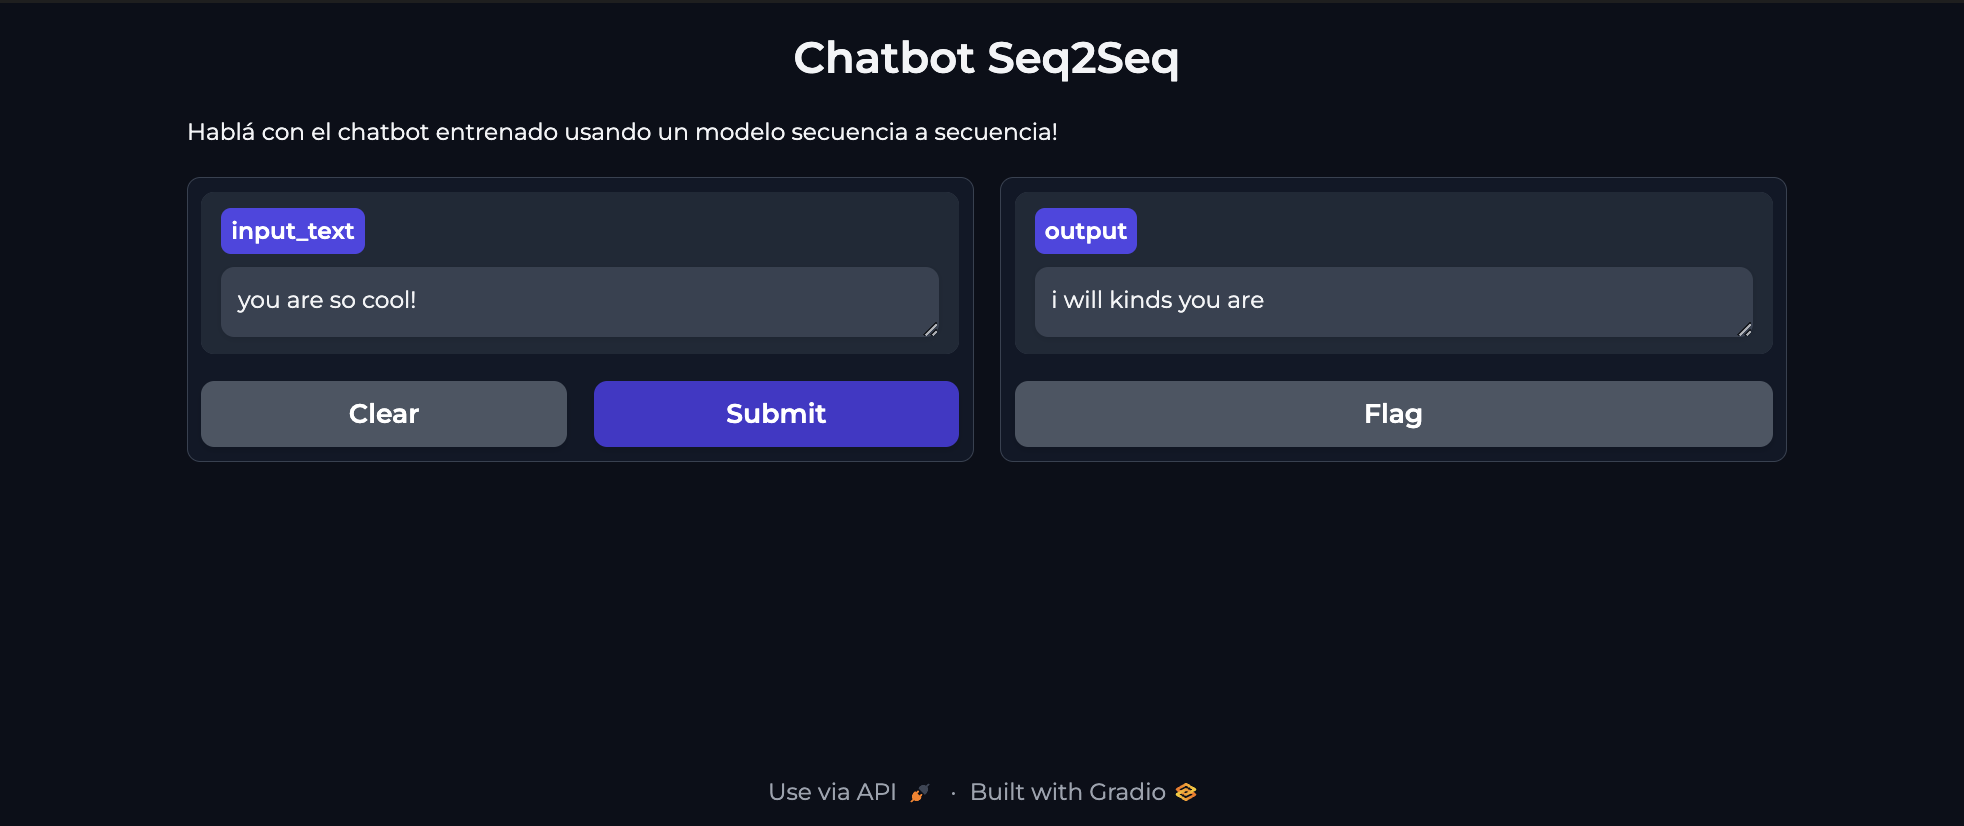 Chatbot Seq2Seq
Hablá con el chatbot entrenado usando un modelo secuencia a secuencia!
input_text
you are so cool!
Clear
Submit
output
i will kinds you are
Flag
Use via API · Built with Gradio